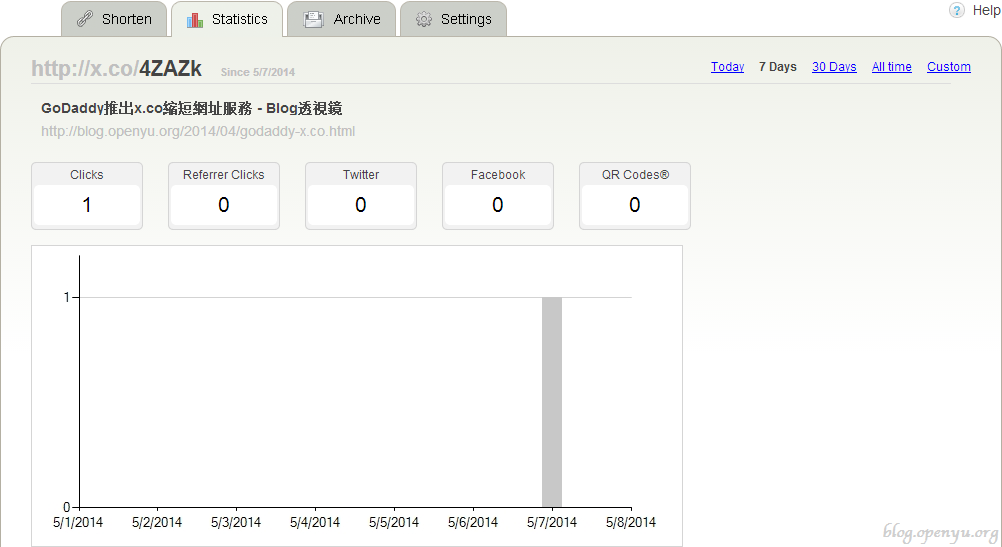 Shorten Statistics Archive Settings Help
http://x.co/4ZAZk Since 5/7/2014 Today 7 Days 30 Days All time Custom
GoDaddy推出x.co縮短網址服務 - Blog透視鏡
http://blog.openyu.org/2014/04/godaddy-x.co.html
Clicks Referrer Clicks Twitter Facebook QR Codes®
1 0 0 0 0
1
0
5/1/2014 5/2/2014 5/3/2014 5/4/2014 5/5/2014 5/6/2014 5/7/2014 5/8/2014
blog.openyu.org